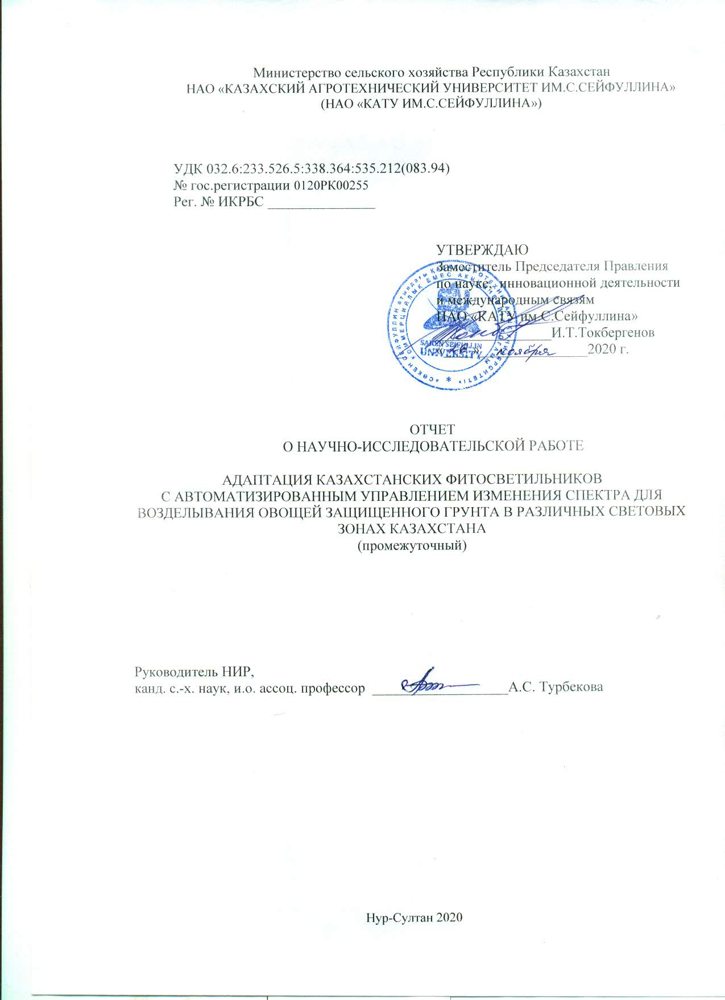 Министерство сельского хозяйства Республики Казахстан
НАО «КАЗАХСКИЙ АГРОТЕХНИЧЕСКИЙ УНИВЕРСИТЕТ ИМ.С.СЕЙФУЛЛИНА»
(НАО «КАТУ ИМ.С.СЕЙФУЛЛИНА»)
УДК 032.6:233.526.5:338.364:535.212(083.94)
№ гос.регистрации 0120РК00255
Рег. № ИКРБС _______________
УТВЕРЖДАЮ
Заместитель Председателя Правления
по науке, инновационной деятельности
и международным связям
НАО «КАТУ им.С.Сейфуллина»
_______________И.Т.Токбергенов
«26» ноября 2020 г.
SAKEN SEIFULLIN
UNIVERSITY
ОТЧЕТ
О НАУЧНО-ИССЛЕДОВАТЕЛЬСКОЙ РАБОТЕ
АДАПТАЦИЯ КАЗАХСТАНСКИХ ФИТОСВЕТИЛЬНИКОВ
С АВТОМАТИЗИРОВАННЫМ УПРАВЛЕНИЕМ ИЗМЕНЕНИЯ СПЕКТРА ДЛЯ
ВОЗДЕЛЫВАНИЯ ОВОЩЕЙ ЗАЩИЩЕННОГО ГРУНТА В РАЗЛИЧНЫХ СВЕТОВЫХ
ЗОНАХ КАЗАХСТАНА
(промежуточный)
Руководитель НИР,
канд. с.-х. наук, и.о. ассоц. профессор ___________________А.С. Турбекова
Нур-Султан 2020